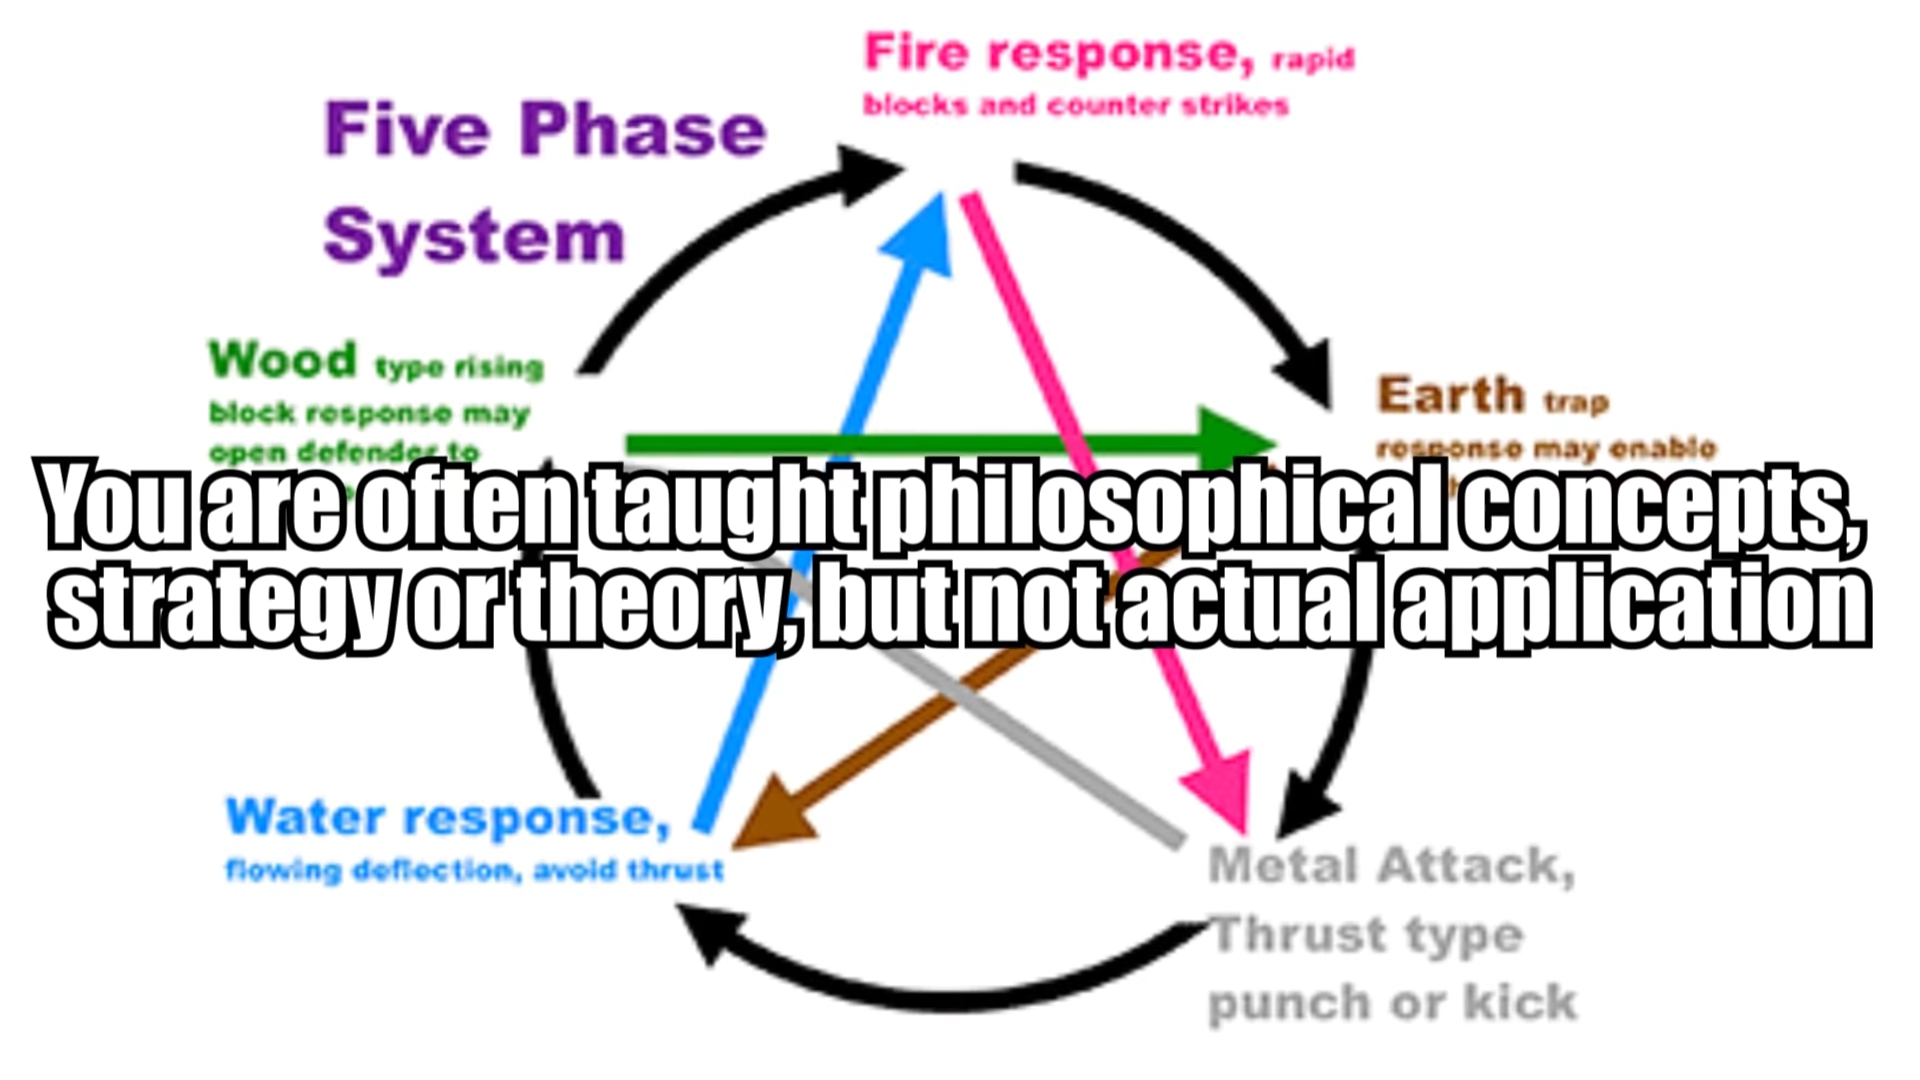 Fire response, rapid
blocks and counter strikes
Five Phase
System
Wood type rising
block response may
open defender to
Earth trap
response may enable
You are often taught philosophical concepts,
strategy or theory, but not actual application
Water response,
flowing deflection, avoid thrust
Metal Attack,
Thrust type
punch or kick